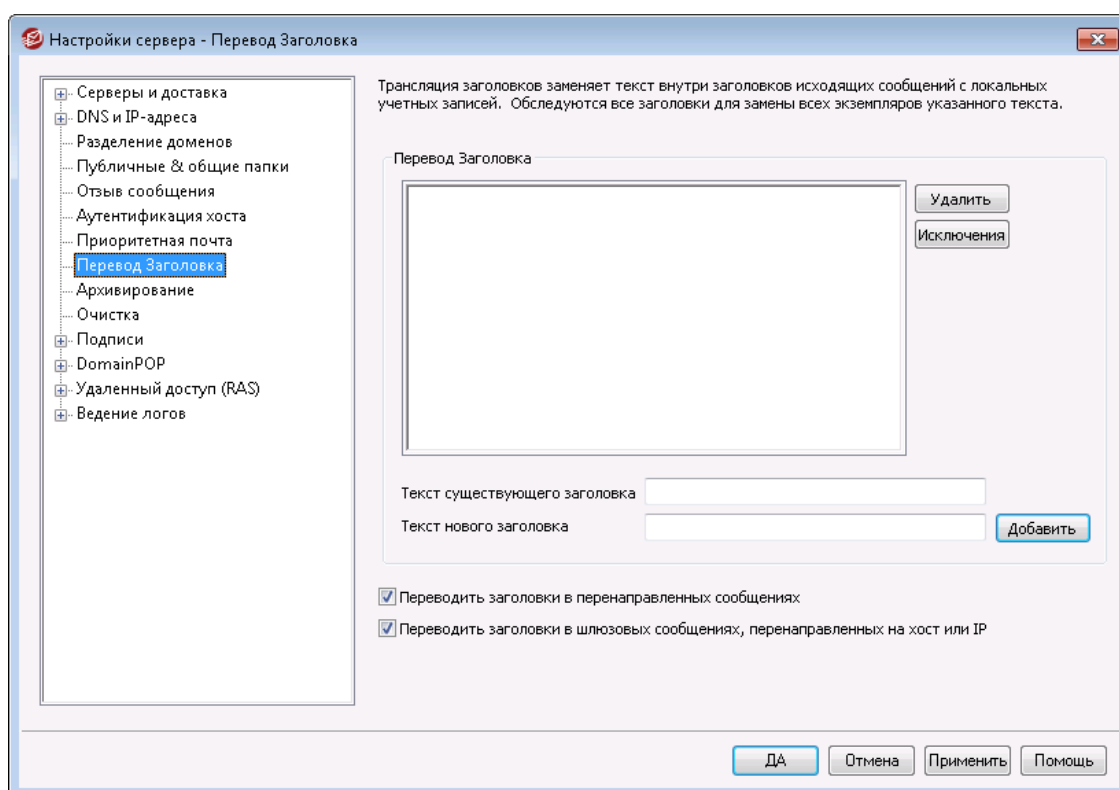 Настройки сервера - Перевод Заголовка
Серверы и доставка
DNS и IP-адреса
Разделение доменов
Публичные & общие папки
Отзыв сообщения
Аутентификация хоста
Приоритетная почта
Перевод Заголовка
Архивирование
Очистка
Подписи
DomainPOP
Удаленный доступ (RAS)
Ведение логов
Трансляция заголовков заменяет текст внутри заголовков исходящих сообщений с локальных
учетных записей. Обследуются все заголовки для замены всех экземпляров указанного текста.
Перевод Заголовка
Удалить
Исключения
Текст существующего заголовка
Текст нового заголовка
Добавить
Переводить заголовки в перенаправленных сообщениях
Переводить заголовки в шлюзовых сообщениях, перенаправленных на хост или IP
ДА
Отмена
Применить
Помощь